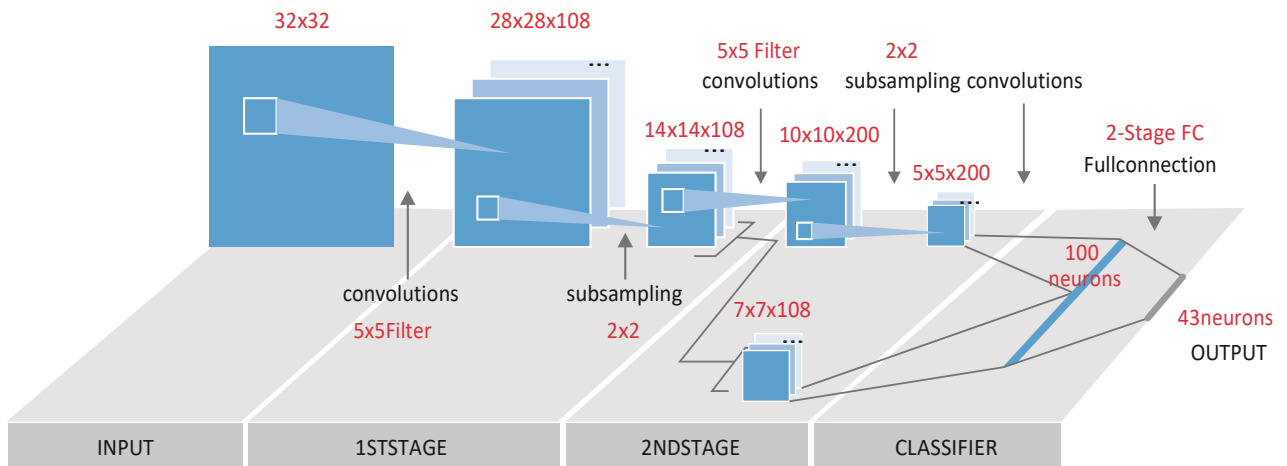 32x32
28x28x108
5x5 Filter
convolutions
2x2
subsampling convolutions
14x14x108
10x10x200
5x5x200
2-Stage FC
Fullconnection
convolutions
5x5Filter
subsampling
2x2
7x7x108
100
neurons
43neurons
OUTPUT
INPUT
1STSTAGE
2NDSTAGE
CLASSIFIER